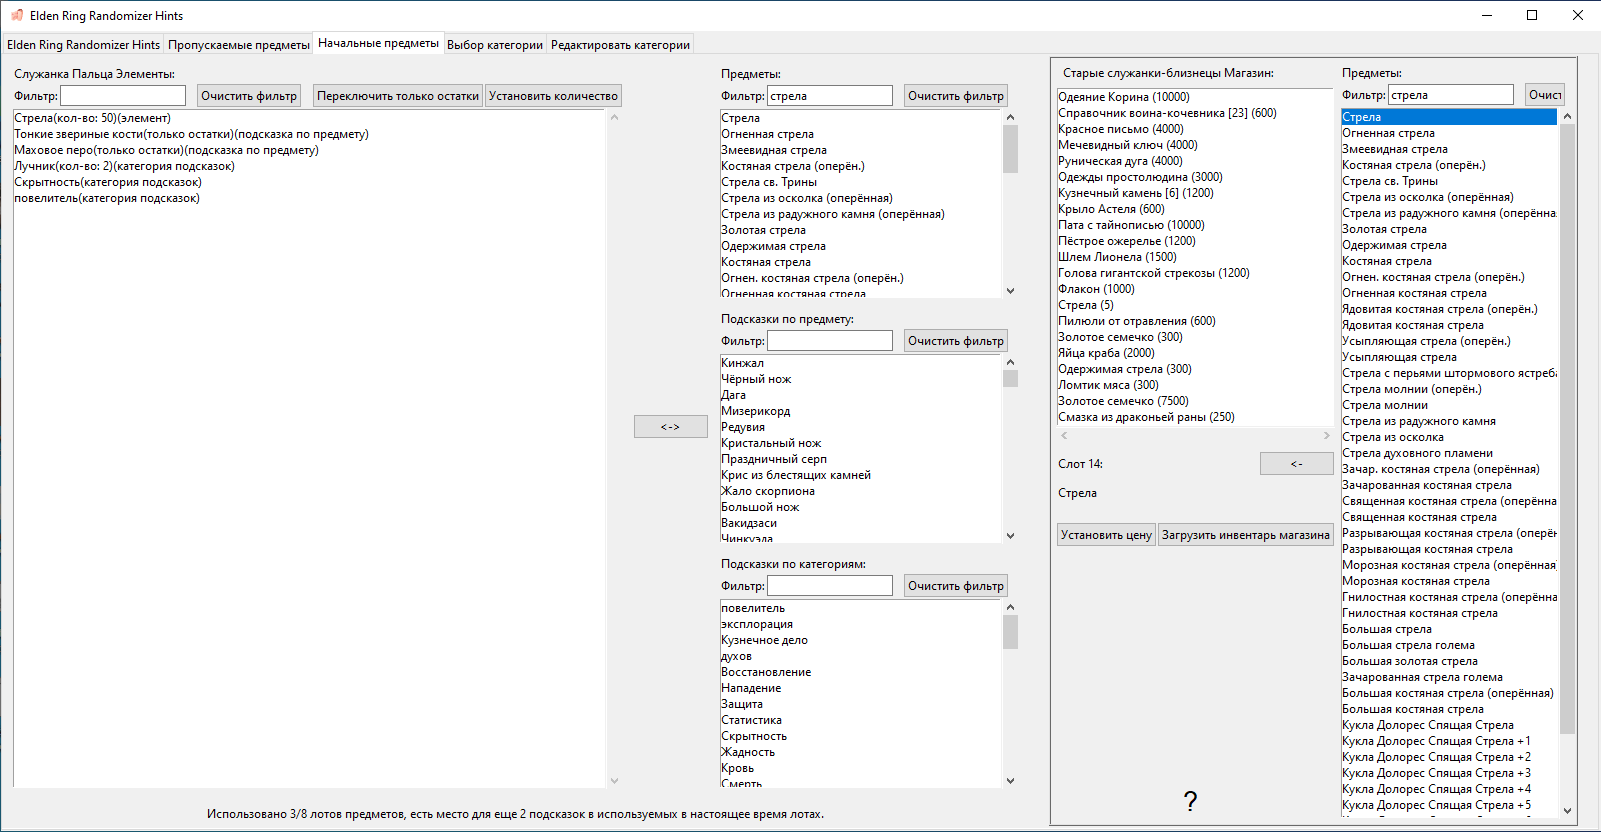 Elden Ring Randomizer Hints
Elden Ring Randomizer Hints Пропускаемые предметы Начальные предметы Выбор категории Редактировать категории
Служанка Пальца Элементы:
Фильтр: Очистить фильтр Переключить только остатки Установить количество
Стрела(кол-во: 50)(элемент)
Тонкие звериные кости(только остатки)(подсказка по предмету)
Маховое перо(только остатки)(подсказка по предмету)
Лучник(кол-во: 2)(категория подсказок)
Скрытность(категория подсказок)
повелитель(категория подсказок)
<->
Предметы:
Фильтр: стрела Очистить фильтр
Стрела
Огненная стрела
Змеевидная стрела
Костяная стрела (оперён.)
Стрела св. Трины
Стрела из осколка (оперённая)
Стрела из радужного камня (оперённая)
Золотая стрела
Одержимая стрела
Костяная стрела
Огнен. костяная стрела (оперён.)
Огненная костяная стрела
Подсказки по предмету:
Фильтр: Очистить фильтр
Кинжал
Чёрный нож
Дага
Мизерикорд
Редувия
Кристальный нож
Праздничный серп
Крис из блестящих камней
Жало скорпиона
Большой нож
Вакидзаси
Чинкуэда
Подсказки по категориям:
Фильтр: Очистить фильтр
повелитель
эксплорация
Кузнечное дело
духов
Восстановление
Нападение
Защита
Статистика
Скрытность
Жадность
Кровь
Смерть
Старые служанки-близнецы Магазин:
Одеяние Корина (10000)
Справочник воина-кочевника [23] (600)
Красное письмо (4000)
Мечевидный ключ (4000)
Руническая дуга (4000)
Одежды простолюдина (3000)
Кузнечный камень [6] (1200)
Крыло Астеля (600)
Пата с тайнописью (10000)
Пёстрое ожерелье (1200)
Шлем Лионела (1500)
Голова гигантской стрекозы (1200)
Флакон (1000)
Стрела (5)
Пилюли от отравления (600)
Золотое семечко (300)
Яйца краба (2000)
Одержимая стрела (300)
Ломтик мяса (300)
Золотое семечко (7500)
Смазка из драконьей раны (250)
Слот 14: <-
Стрела
Установить цену Загрузить инвентарь магазина
?
Предметы:
Фильтр: стрела Очист
Стрела
Огненная стрела
Змеевидная стрела
Костяная стрела (оперён.)
Стрела св. Трины
Стрела из осколка (оперённая)
Стрела из радужного камня (оперённа
Золотая стрела
Одержимая стрела
Костяная стрела
Огнен. костяная стрела (оперён.)
Огненная костяная стрела
Ядовитая костяная стрела (оперён.)
Ядовитая костяная стрела
Усыпляющая стрела (оперён.)
Усыпляющая стрела
Стрела с перьями штормового ястреба
Стрела молнии (оперён.)
Стрела молнии
Стрела из радужного камня
Стрела из осколка
Стрела духовного пламени
Зачар. костяная стрела (оперённая)
Зачарованная костяная стрела
Священная костяная стрела (оперённа
Священная костяная стрела
Разрывающая костяная стрела (оперён
Разрывающая костяная стрела
Морозная костяная стрела (оперённая)
Морозная костяная стрела
Гнилостная костяная стрела (оперённа
Гнилостная костяная стрела
Большая стрела
Большая стрела голема
Большая золотая стрела
Зачарованная стрела голема
Большая костяная стрела (оперённая)
Большая костяная стрела
Кукла Долорес Спящая Стрела
Кукла Долорес Спящая Стрела +1
Кукла Долорес Спящая Стрела +2
Кукла Долорес Спящая Стрела +3
Кукла Долорес Спящая Стрела +4
Кукла Долорес Спящая Стрела +5
Использовано 3/8 лотов предметов, есть место для еще 2 подсказок в используемых в настоящее время лотах.